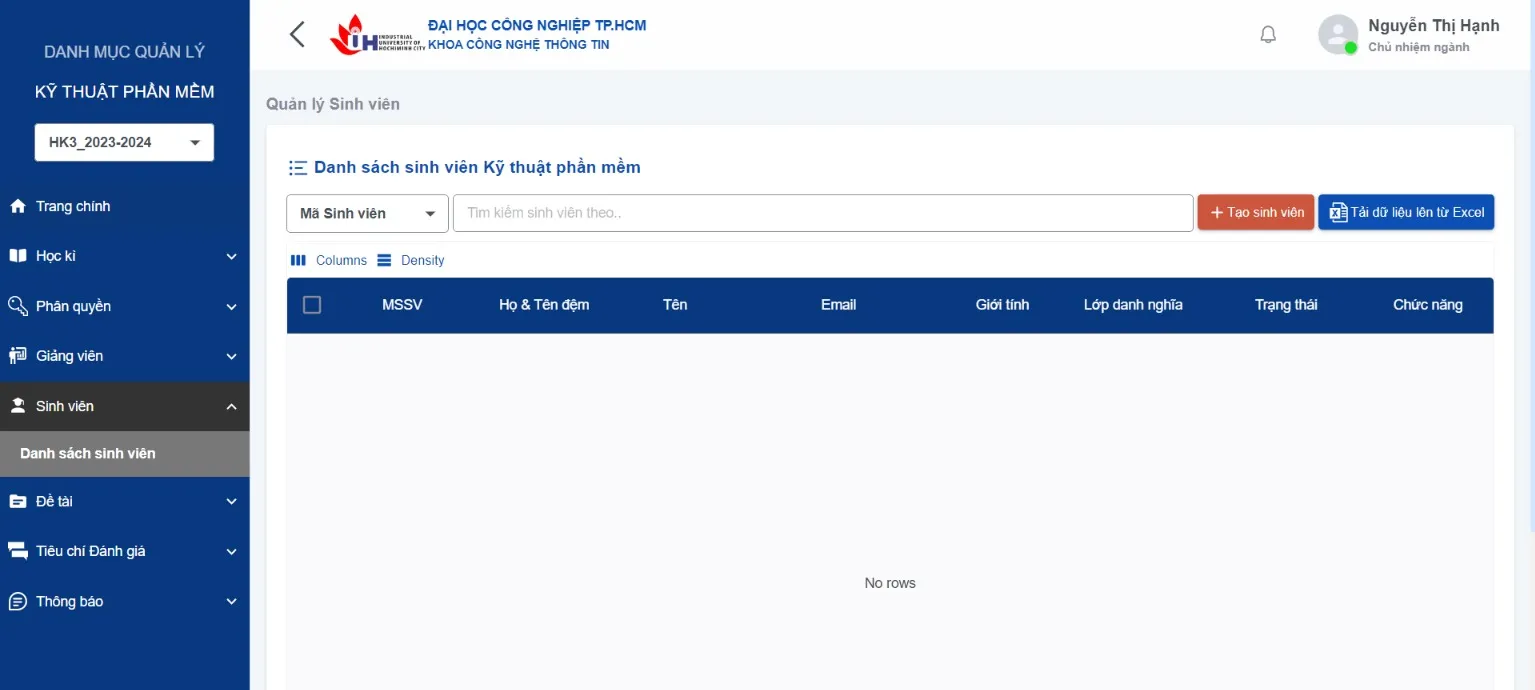 DANH MỤC QUẢN LÝ
KỸ THUẬT PHẦN MỀM
HK3_2023-2024
Trang chính
Học kì
Phân quyền
Giảng viên
Sinh viên
Danh sách sinh viên
Đề tài
Tiêu chí Đánh giá
Thông báo
IUH
INDUSTRIAL
UNIVERSITY OF
HOCHIMINH CITY
ĐẠI HỌC CÔNG NGHIỆP TP.HCM
KHOA CÔNG NGHỆ THÔNG TIN
Nguyễn Thị Hạnh
Chủ nhiệm ngành
Quản lý Sinh viên
Danh sách sinh viên Kỹ thuật phần mềm
Mã Sinh viên
Tìm kiếm sinh viên theo..
+ Tạo sinh viên
Tải dữ liệu lên từ Excel
Columns
Density
MSSV Họ & Tên đệm Tên Email Giới tính Lớp danh nghĩa Trạng thái Chức năng
No rows